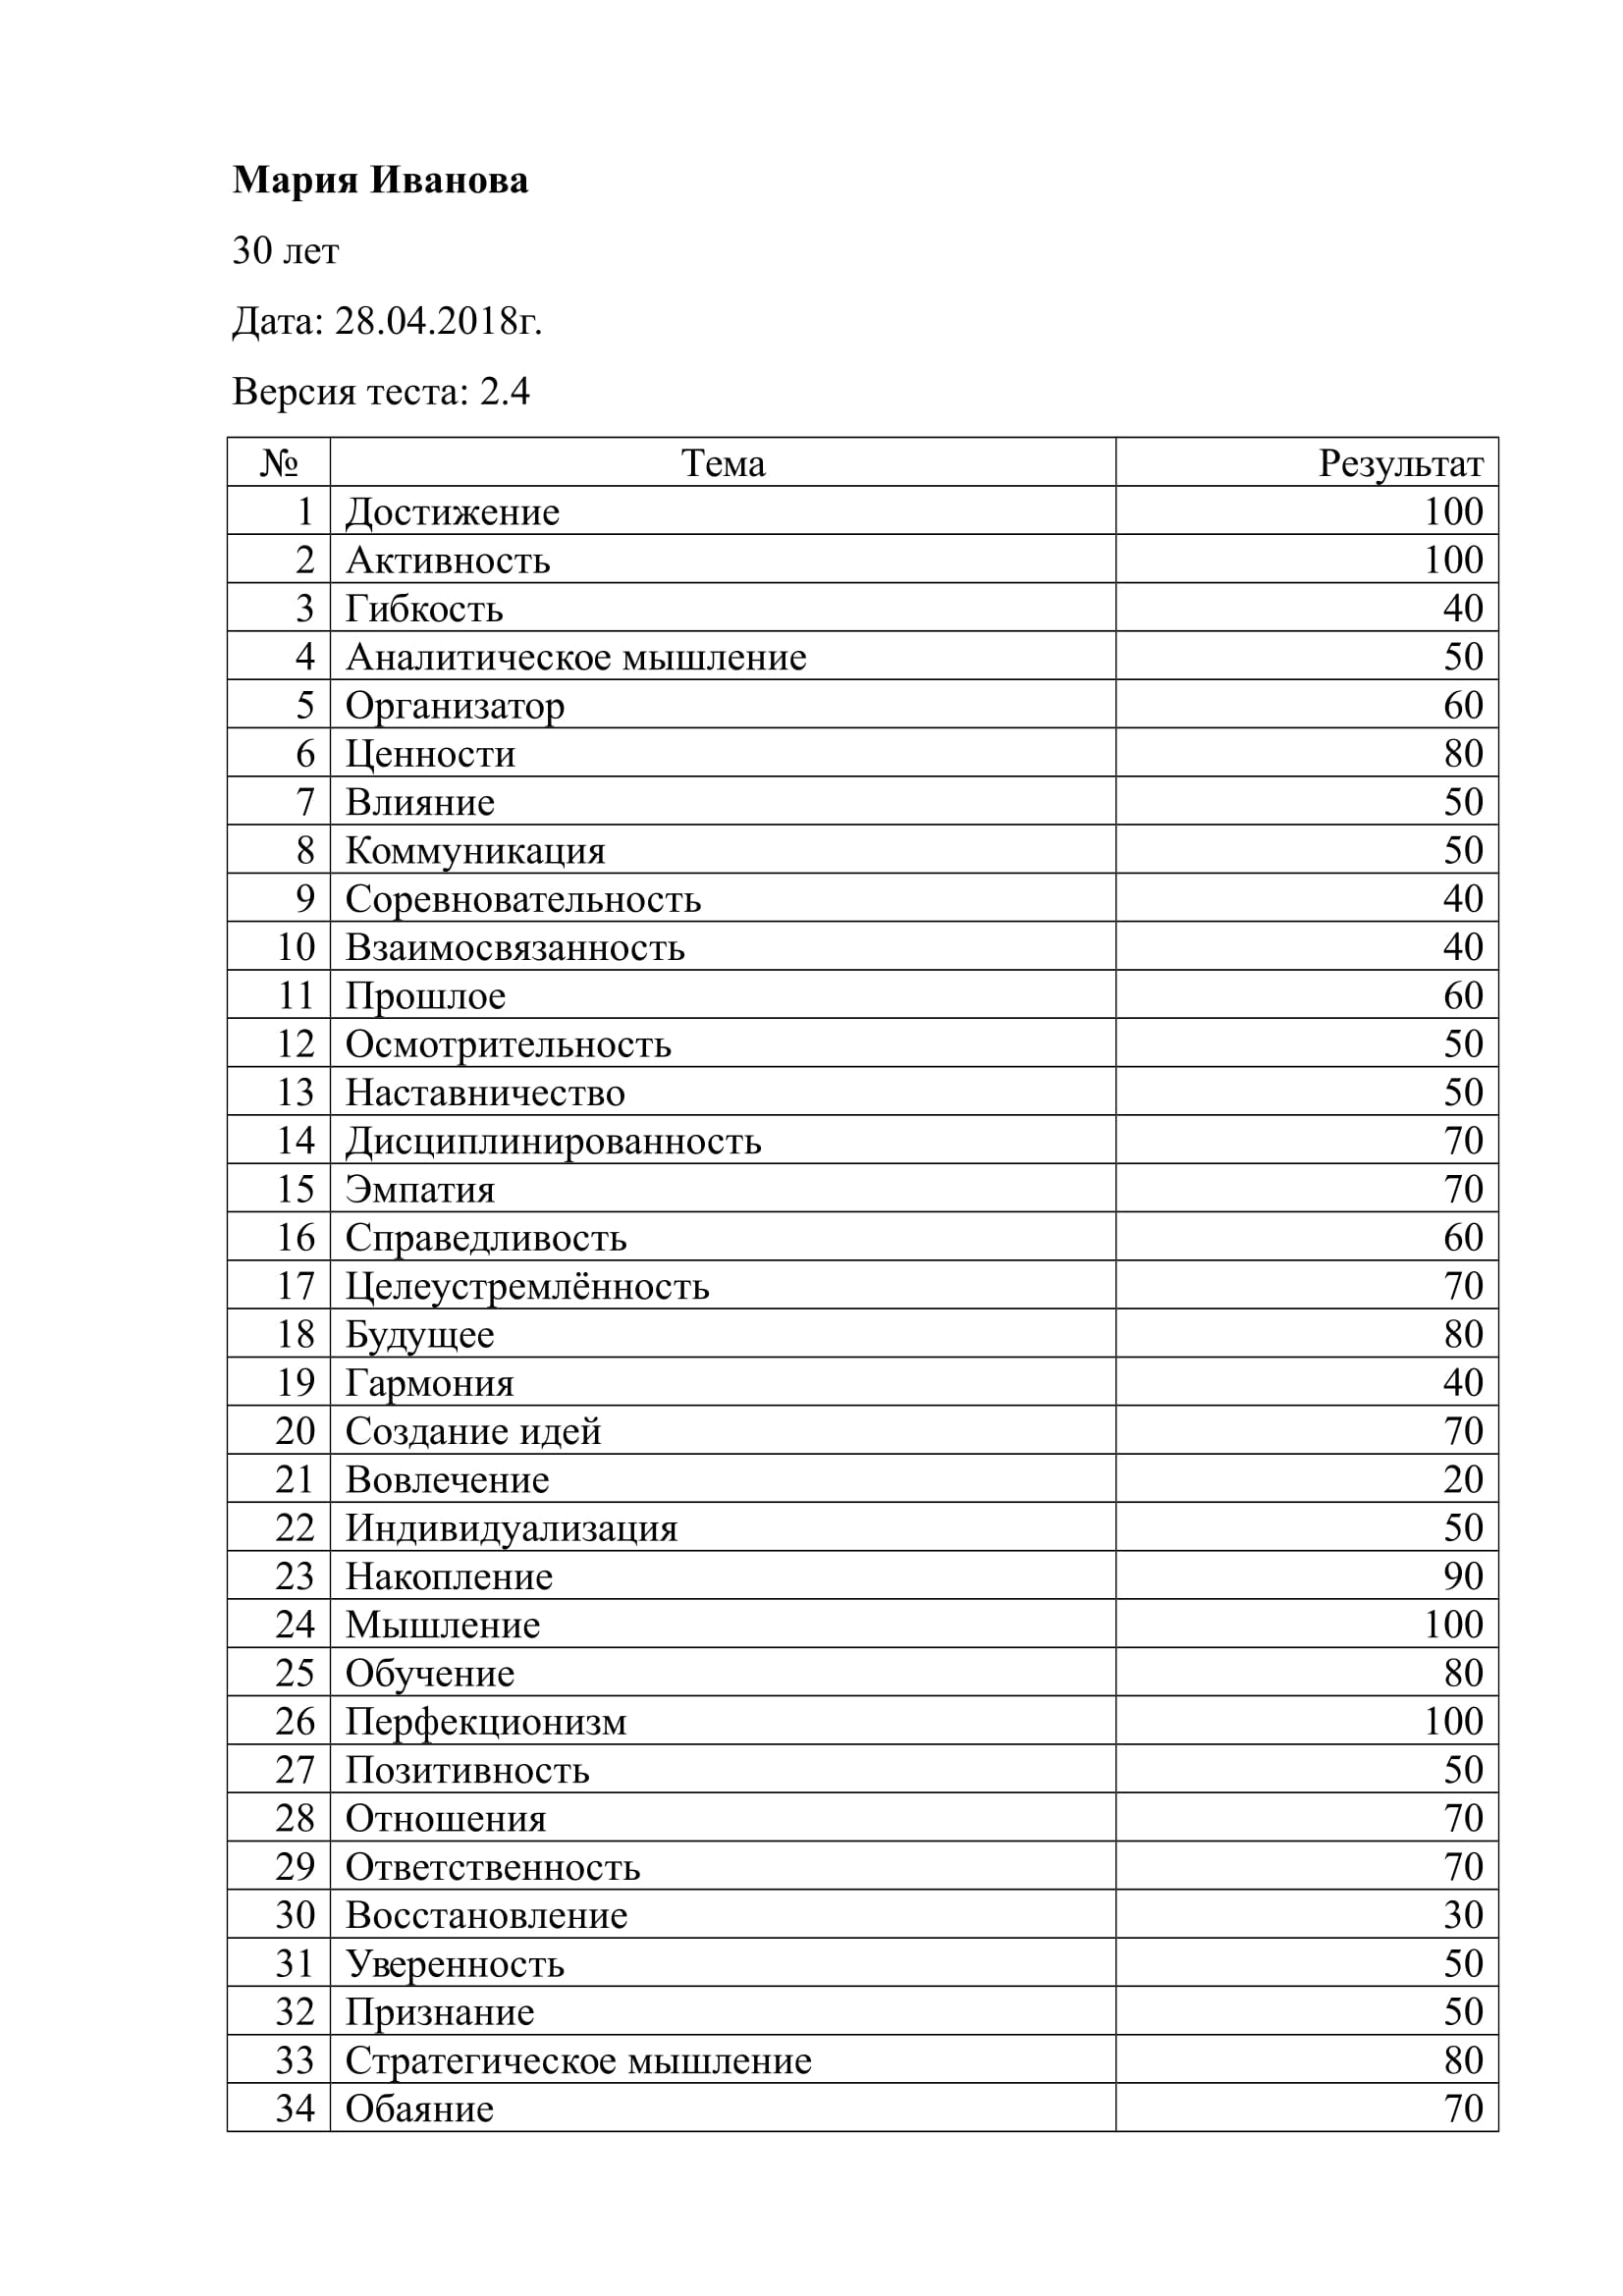 Мария Иванова
30 лет
Дата: 28.04.2018г.
Версия теста: 2.4
№ Тема Результат
1 Достижение 100
2 Активность 100
3 Гибкость 40
4 Аналитическое мышление 50
5 Организатор 60
6 Ценности 80
7 Влияние 50
8 Коммуникация 50
9 Соревновательность 40
10 Взаимосвязанность 40
11 Прошлое 60
12 Осмотрительность 50
13 Наставничество 50
14 Дисциплинированность 70
15 Эмпатия 70
16 Справедливость 60
17 Целеустремлённость 70
18 Будущее 80
19 Гармония 40
20 Создание идей 70
21 Вовлечение 20
22 Индивидуализация 50
23 Накопление 90
24 Мышление 100
25 Обучение 80
26 Перфекционизм 100
27 Позитивность 50
28 Отношения 70
29 Ответственность 70
30 Восстановление 30
31 Уверенность 50
32 Признание 50
33 Стратегическое мышление 80
34 Обаяние 70